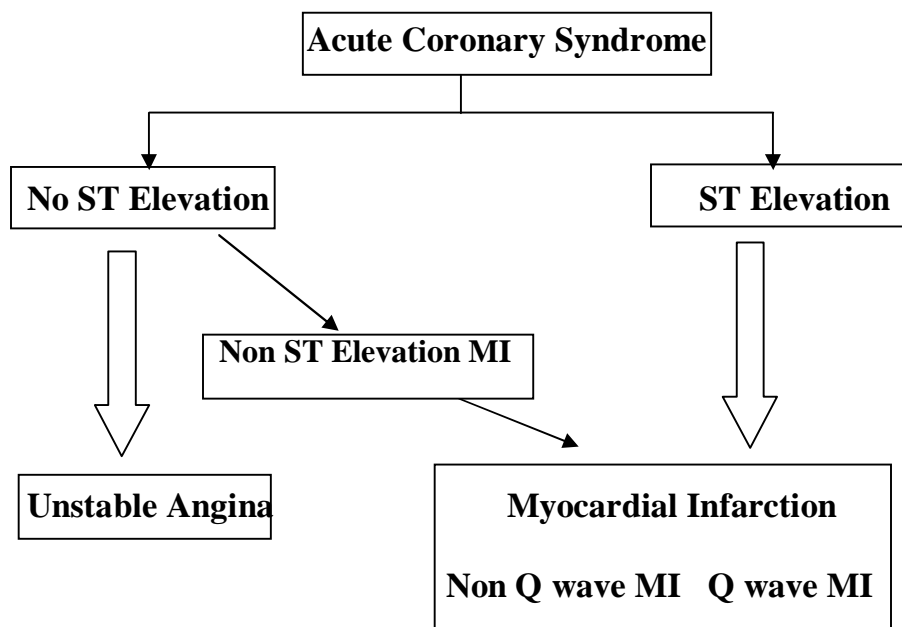 Acute Coronary Syndrome
No ST Elevation
ST Elevation
Non ST Elevation MI
Unstable Angina
Myocardial Infarction
Non Q wave MI Q wave MI